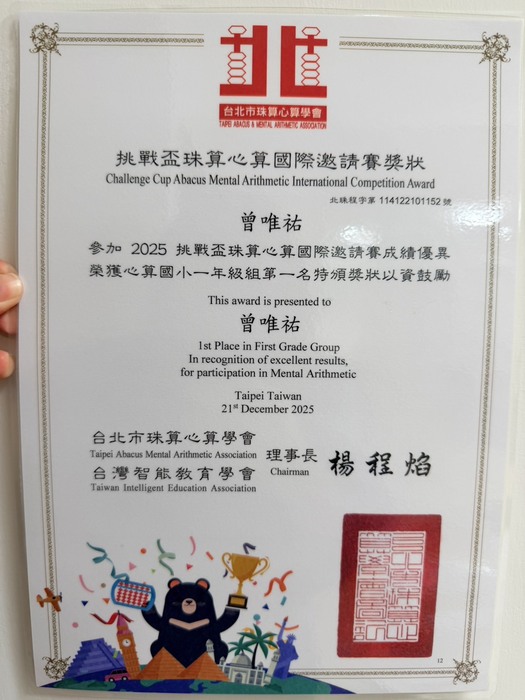 台北市珠算心算學會
TAIPEI ABACUS & MENTAL ARITHMETIC ASSOCIATION
挑戰盃珠算心算國際邀請賽獎狀
Challenge Cup Abacus Mental Arithmetic International Competition Award
北珠程字第 114122101152 號
曾唯祐
參加 2025 挑戰盃珠算心算國際邀請賽成績優異
榮獲心算國小一年級組第一名特頒獎狀以資鼓勵
This award is presented to
曾唯祐
1st Place in First Grade Group
In recognition of excellent results,
for participation in Mental Arithmetic
Taipei Taiwan
21st December 2025
台北市珠算心算學會
Taipei Abacus Mental Arithmetic Association
台灣智能教育學會
Taiwan Intelligent Education Association
理事長 楊程焰
Chairman
12